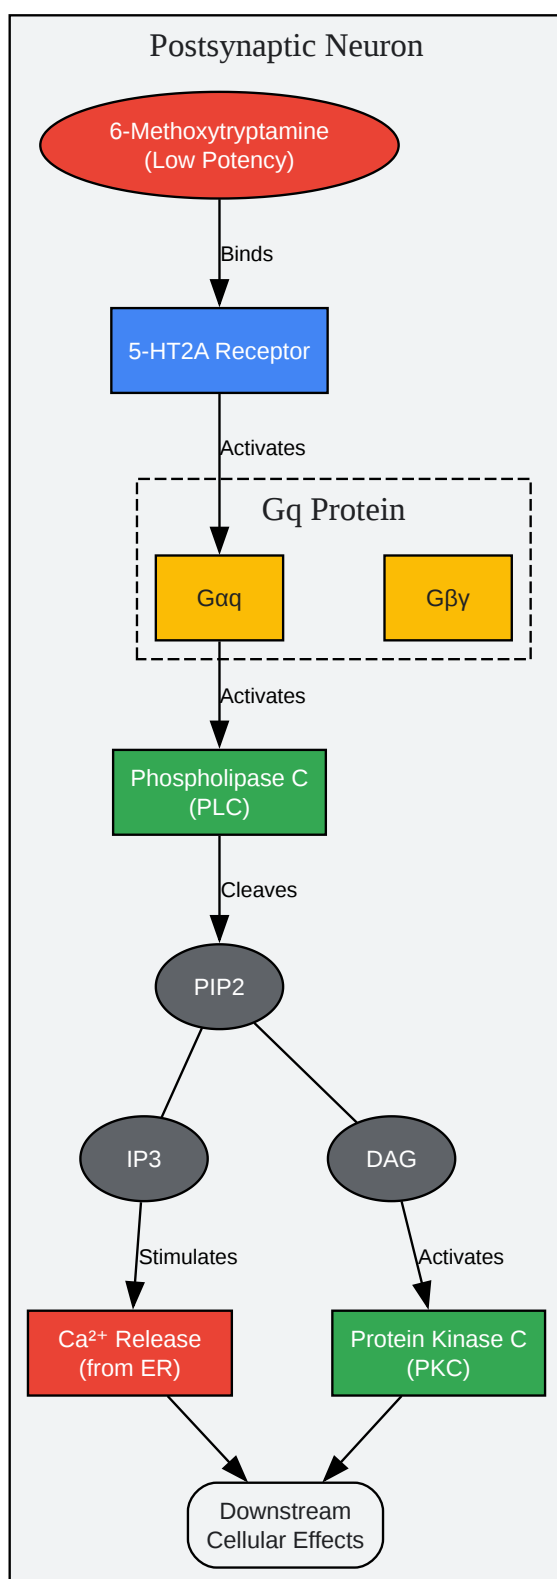 Postsynaptic Neuron
6-Methoxytryptamine
(Low Potency)
Binds
5-HT2A Receptor
Activates
Gq Protein
Gαq
Gβγ
Activates
Phospholipase C
(PLC)
Cleaves
PIP2
IP3
DAG
Stimulates
Activates
Ca²⁺ Release
(from ER)
Protein Kinase C
(PKC)
Downstream
Cellular Effects